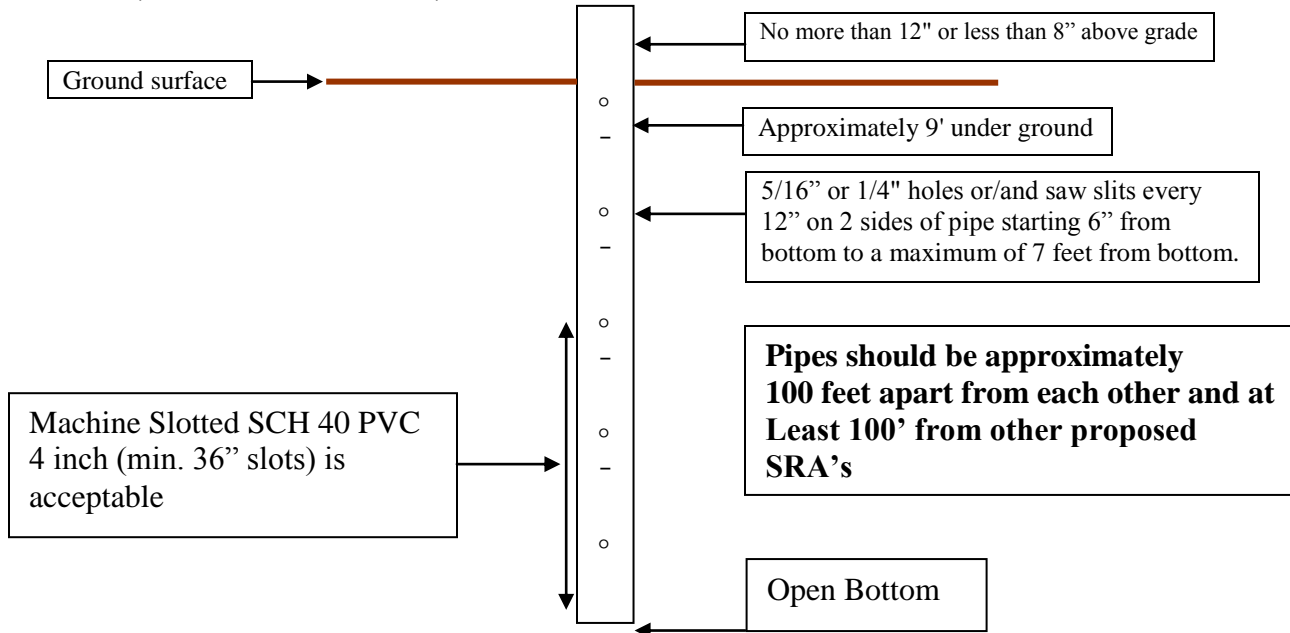 No more than 12" or less than 8” above grade
Ground surface
Approximately 9' under ground
5/16” or 1/4" holes or/and saw slits every
12” on 2 sides of pipe starting 6” from
bottom to a maximum of 7 feet from bottom.
Pipes should be approximately
100 feet apart from each other and at
Least 100’ from other proposed
SRA’s
Machine Slotted SCH 40 PVC
4 inch (min. 36” slots) is
acceptable
Open Bottom